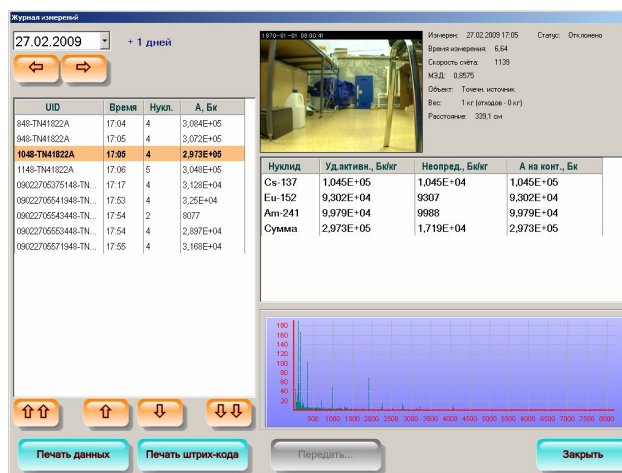 Журнал измерений
27.02.2009
+ 1 дней
UID Время Нукл. А, Бк
848-TN41822A 17:04 4 3,084E+05
948-TN41822A 17:05 4 3,072E+05
1048-TN41822A 17:05 4 2,973E+05
1148-TN41822A 17:06 5 3,048E+05
09022705375148-TN... 17:17 4 3,128E+04
09022705541948-TN... 17:53 4 3,25E+04
09022705543448-TN... 17:54 2 8077
09022705553448-TN... 17:54 4 2,897E+04
09022705571948-TN... 17:55 4 3,168E+04
Печать данных
Печать штрих-кода
1970-01-01 08:00:41
Измерен: 27.02.2009 17:05 Статус: Отклонено
Время измерения: 6,64
Скорость счёта: 1139
МЭД: 0,8575
Объект: Точечн. источник
Вес: 1 кг (отходов - 0 кг)
Расстояние: 339,1 см
Нуклид Уд.активн., Бк/кг Неопред., Бк/кг А на конт., Бк
Cs-137 1,045E+05 1,045E+04 1,045E+05
Eu-152 9,302E+04 9307 9,302E+04
Am-241 9,979E+04 9988 9,979E+04
Сумма 2,973E+05 1,719E+04 2,973E+05
180
160
140
120
100
80
60
40
20
500 1000 1500 2000 2500 3000 3500 4000 4500 5000 5500 6000 6500 7000 7500 8000
Передать...
Закрыть